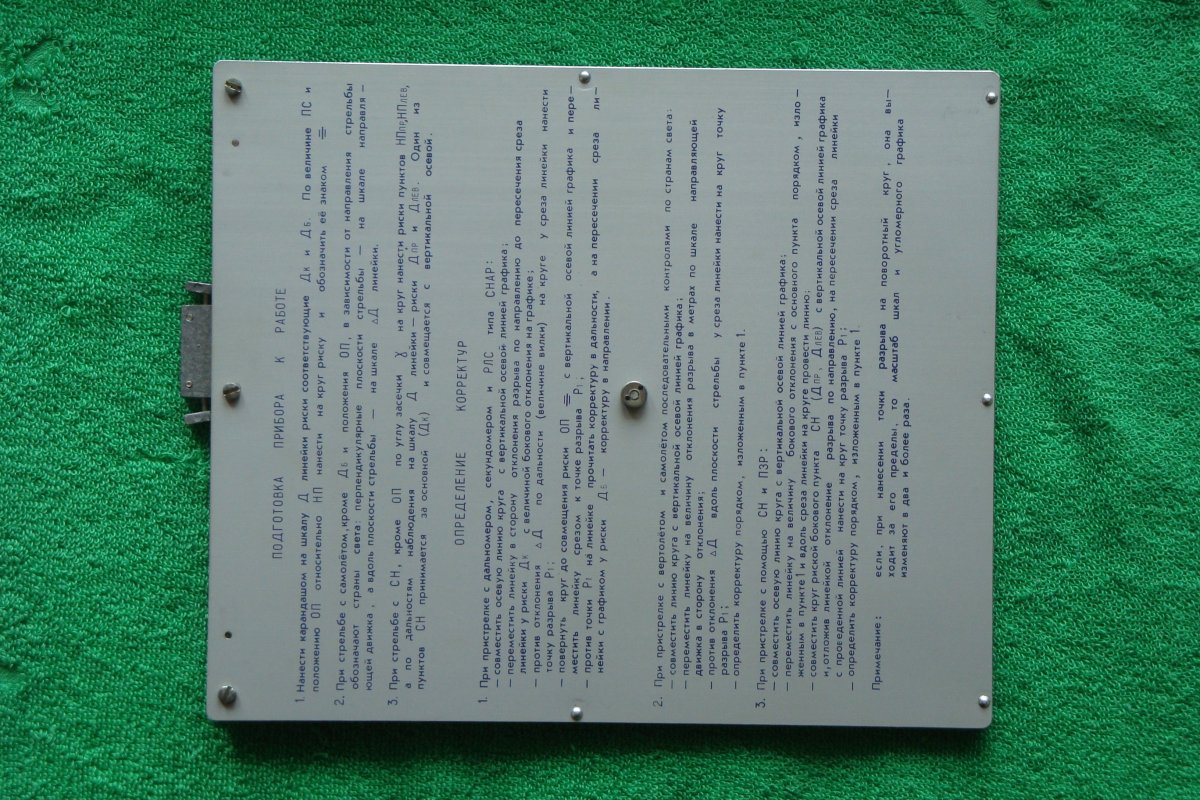 ПОДГОТОВКА ПРИБОРА К РАБОТЕ
1. Нанести карандашом на шкалу Д линейки риски соответствующие Дк и ДБ. По величине ПС и
положению ОП относительно НП нанести на круг риску и обозначить её знаком ⌯
2. При стрельбе с самолётом, кроме ДБ и положения ОП, в зависимости от направления стрельбы
обозначают страны света: перпендикулярные плоскости стрельбы — на шкале направля-
ющей движка, а вдоль плоскости стрельбы — на шкале ΔД линейки.
3. При стрельбе с СН, кроме ОП по углу засечки γ на круг нанести риски пунктов НПпр, НПлев,
а по дальностям наблюдения на шкалу Д линейки — риски Дпр и Длев. Один из
пунктов СН принимается за основной (Дк) и совмещается с вертикальной осевой.
ОПРЕДЕЛЕНИЕ КОРРЕКТУР
1. При пристрелке с дальномером, секундомером и РЛС типа СНАР:
— совместить осевую линию круга с вертикальной осевой линией графика;
— переместить линейку в сторону отклонения разрыва по направлению до пересечения среза
линейки у риски Дк с величиной бокового отклонения на графике;
— против отклонения ΔД по дальности (величине вилки) на круге у среза линейки нанести
точку разрыва Р1;
— повернуть круг до совмещения риски ОП ⌯ с вертикальной осевой линией графика и пере-
местить линейку срезом к точке разрыва Р1;
— против точки Р1 на линейке прочитать корректуру в дальности, а на пересечении среза ли-
нейки с графиком у риски ДБ — корректуру в направлении.
2. При пристрелке с вертолётом и самолётом последовательными контролями по странам света:
— совместить линию круга с вертикальной осевой линией графика;
— переместить линейку на величину отклонения разрыва в метрах по шкале направляющей
движка в сторону отклонения;
— против отклонения ΔД вдоль плоскости стрельбы у среза линейки нанести на круг точку
разрыва Р1;
— определить корректуру порядком, изложенным в пункте 1.
3. При пристрелке с помощью СН и ПЗР:
— совместить осевую линию круга с вертикальной осевой линией графика;
— переместить линейку на величину бокового отклонения с основного пункта порядком, изло-
женным в пункте 1 и вдоль среза линейки на круге провести линию;
— совместить круг риской бокового пункта СН (Дпр, Длев) с вертикальной осевой линией графика
и, отложив линейкой отклонение разрыва по направлению, на пересечении среза линейки
с проведенной линией нанести на круг точку разрыва Р1;
— определить корректуру порядком, изложенным в пункте 1.
Примечание: если, при нанесении точки разрыва на поворотный круг, она вы-
ходит за его пределы, то масштаб шкал и угломерного графика
изменяют в два и более раза.